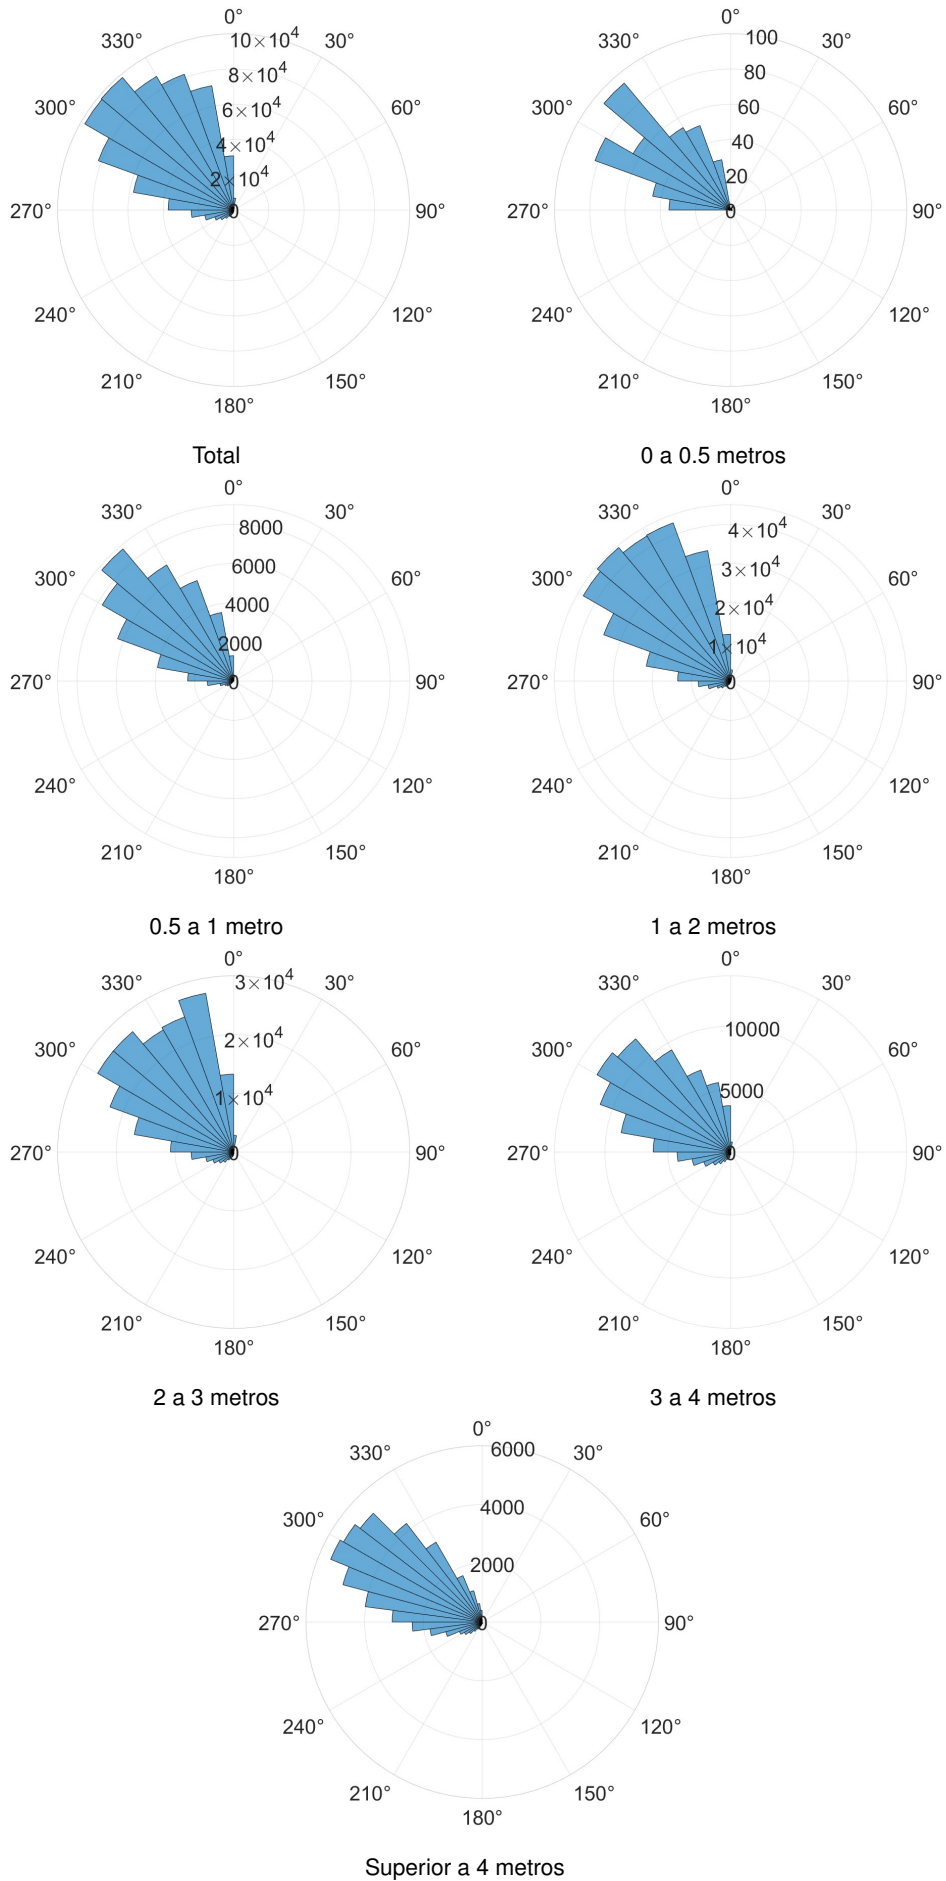 0° 0°
330° 10×10⁴ 30° 330° 100 30°
8×10⁴ 80
300° 6×10⁴ 60° 300° 60 60°
4×10⁴ 40
2×10⁴ 20
270° 0 90° 270° 0 90°
240° 120° 240° 120°
210° 150° 210° 150°
180° 180°
Total 0 a 0.5 metros
0° 0°
330° 30° 330° 30°
8000 4×10⁴
300° 6000 60° 300° 3×10⁴ 60°
4000 2×10⁴
2000 1×10⁴
270° 0 90° 270° 0 90°
240° 120° 240° 120°
210° 150° 210° 150°
180° 180°
0.5 a 1 metro 1 a 2 metros
0° 0°
330° 3×10⁴ 30° 330° 30°
300° 2×10⁴ 60° 300° 10000 60°
1×10⁴ 5000
270° 0 90° 270° 0 90°
240° 120° 240° 120°
210° 150° 210° 150°
180° 180°
2 a 3 metros 3 a 4 metros
0°
330° 6000 30°
300° 4000 60°
2000
270° 0 90°
240° 120°
210° 150°
180°
Superior a 4 metros